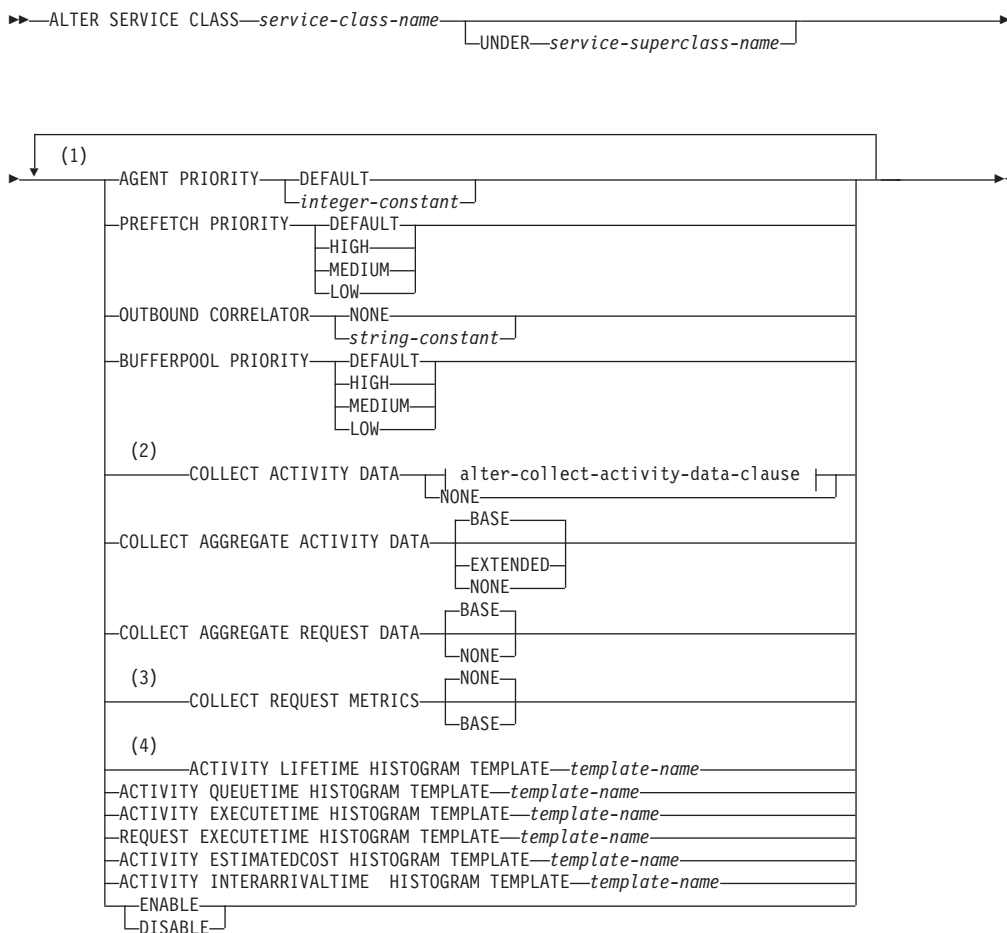 ALTER SERVICE CLASS service-class-name
UNDER service-superclass-name
(1)
AGENT PRIORITY DEFAULT
integer-constant
PREFETCH PRIORITY DEFAULT
HIGH
MEDIUM
LOW
OUTBOUND CORRELATOR NONE
string-constant
BUFFERPOOL PRIORITY DEFAULT
HIGH
MEDIUM
LOW
(2)
COLLECT ACTIVITY DATA alter-collect-activity-data-clause
NONE
BASE
COLLECT AGGREGATE ACTIVITY DATA
EXTENDED
NONE
BASE
COLLECT AGGREGATE REQUEST DATA
NONE
(3)
NONE
COLLECT REQUEST METRICS
BASE
(4)
ACTIVITY LIFETIME HISTOGRAM TEMPLATE template-name
ACTIVITY QUEUETIME HISTOGRAM TEMPLATE template-name
ACTIVITY EXECUTETIME HISTOGRAM TEMPLATE template-name
REQUEST EXECUTETIME HISTOGRAM TEMPLATE template-name
ACTIVITY ESTIMATEDCOST HISTOGRAM TEMPLATE template-name
ACTIVITY INTERARRIVALTIME HISTOGRAM TEMPLATE template-name
ENABLE
DISABLE